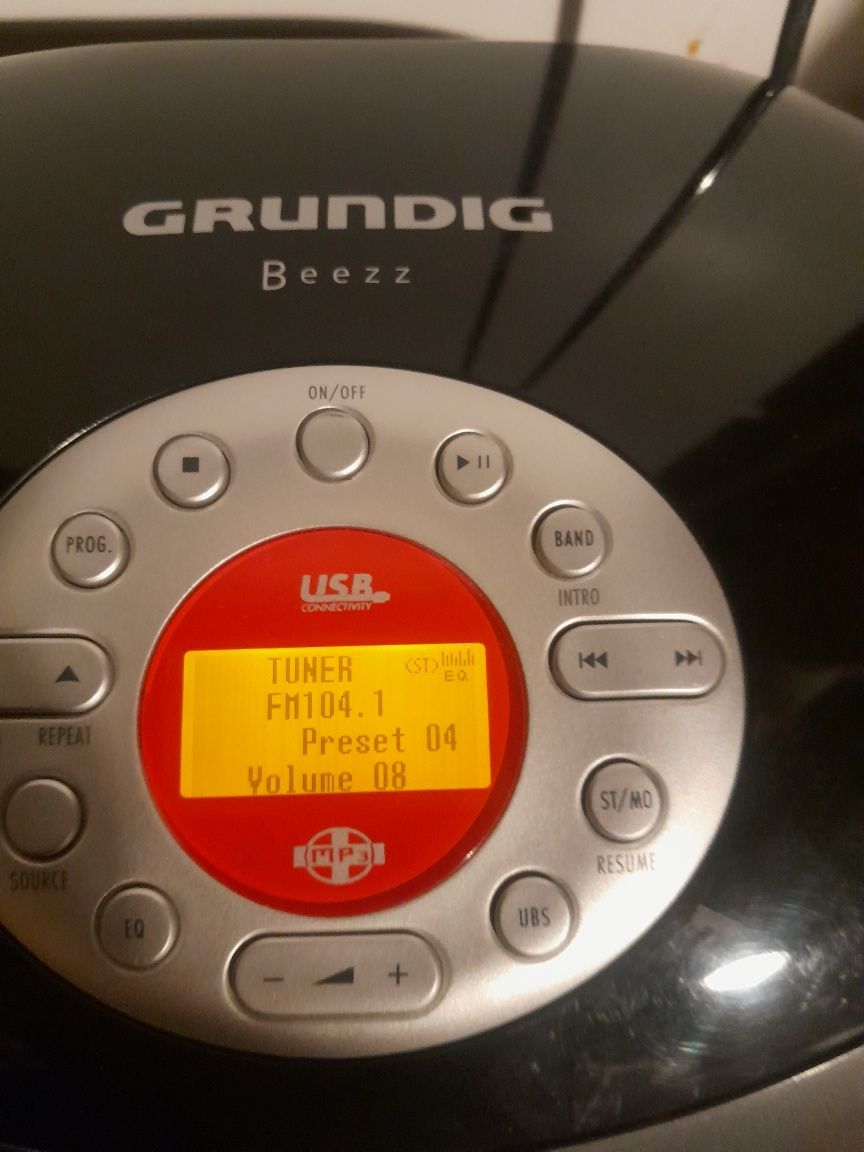 GRUNDIG
Beezz
ON/OFF
PROG.
BAND
INTRO
USB
CONNECTIVITY
TUNER (ST) EQ
FM104.1
Preset 04
Volume 08
REPEAT
ST/MO
RESUME
MP3
SOURCE
EQ
UBS
- +